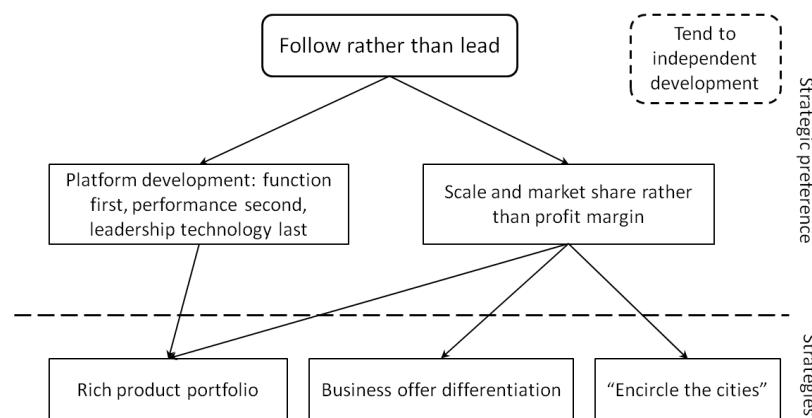 Follow rather than lead
Tend to
independent
development
Strategic preference
Platform development: function
first, performance second,
leadership technology last
Scale and market share rather
than profit margin
Strategies
Rich product portfolio
Business offer differentiation
“Encircle the cities”